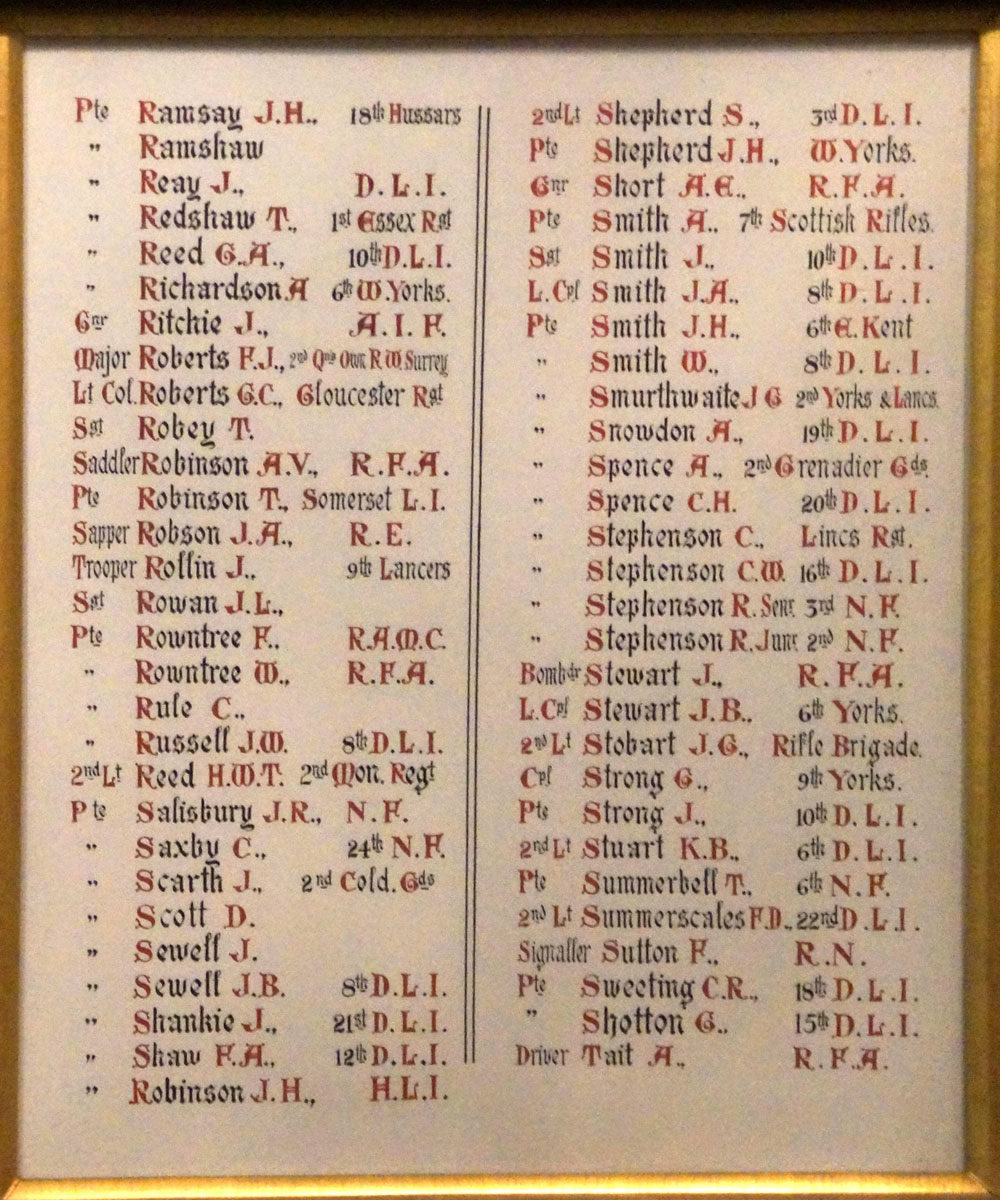 Pte Ramsay J.H., 18th Hussars
" Ramshaw
" Reay J., D.L.I.
" Redshaw T., 1st Essex Rgt
" Reed G.A., 10th D.L.I.
" Richardson A 6th W.Yorks.
Gnr Ritchie J., A.I.F.
Major Roberts F.J., 2nd Qns Own R.W. Surrey
Lt Col. Roberts G.C., Gloucester Rgt
Sgt Robey T.
Saddler Robinson A.V., R.F.A.
Pte Robinson T., Somerset L.I.
Sapper Robson J.A., R.E.
Trooper Rollin J., 9th Lancers
Sgt Rowan J.L.,
Pte Rowntree F., R.A.M.C.
" Rowntree W., R.F.A.
" Rule C.,
" Russell J.W. 8th D.L.I.
2nd Lt Reed H.W.T. 2nd Mon. Regt
Pte Salisbury J.R., N.F.
" Saxby C., 24th N.F.
" Scarth J., 2nd Cold. Gds
" Scott D.
" Sewell J.
" Sewell J.B. 8th D.L.I.
" Shankie J., 21st D.L.I.
" Shaw F.A., 12th D.L.I.
" Robinson J.H., H.L.I.
2nd Lt Shepherd S., 3rd D.L.I.
Pte Shepherd J.H., W.Yorks.
Gnr Short A.E., R.F.A.
Pte Smith A., 7th Scottish Rifles.
Sgt Smith J., 10th D.L.I.
L.Cpl Smith J.A., 8th D.L.I.
Pte Smith J.H., 6th E.Kent
" Smith W., 8th D.L.I.
" Smurthwaite J G 2nd Yorks & Lancs.
" Snowdon A., 19th D.L.I.
" Spence A., 2nd Grenadier Gds.
" Spence C.H. 20th D.L.I.
" Stephenson C., Lincs Rgt.
" Stephenson C.W. 16th D.L.I.
" Stephenson R. Senr. 3rd N.F.
" Stephenson R. Junr. 2nd N.F.
Bombdr Stewart J., R.F.A.
L.Cpl Stewart J.B., 6th Yorks.
2nd Lt Stobart J.G., Rifle Brigade.
Cpl Strong G., 9th Yorks.
Pte Strong J., 10th D.L.I.
2nd Lt Stuart K.B., 6th D.L.I.
Pte Summerbell T., 6th N.F.
2nd Lt Summerscales F.D., 22nd D.L.I.
Signaller Sutton F., R.N.
Pte Sweeting C.R., 18th D.L.I.
" Shotton G., 15th D.L.I.
Driver Tait A., R.F.A.